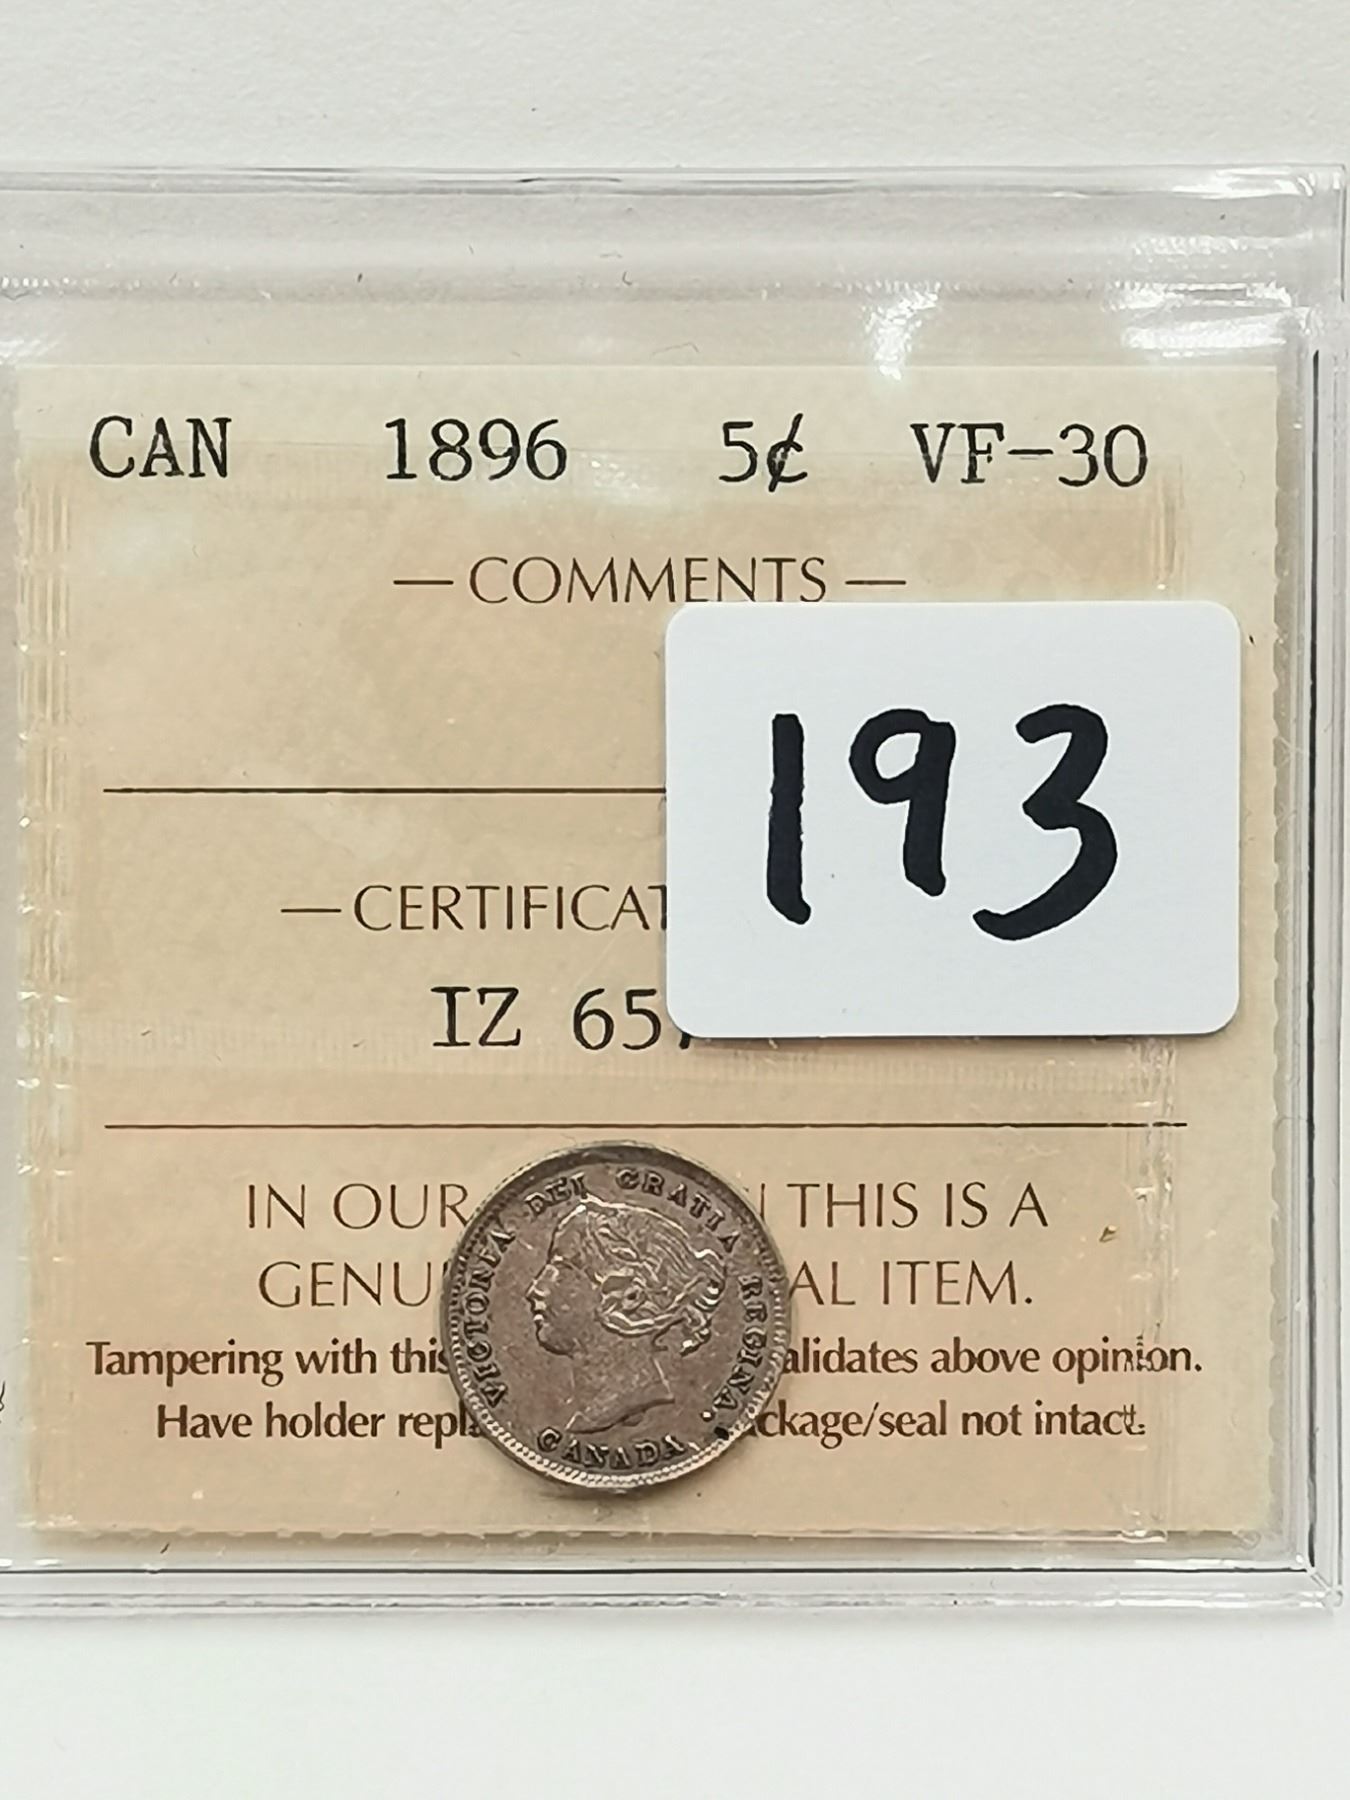 CAN 1896 5¢ VF-30
— COMMENTS —
193
— CERTIFICAT
IZ 65
IN OUR THIS IS A
GENU AL ITEM.
Tampering with this alidates above opinion.
Have holder repl ckage/seal not intact.
VICTORIA DEI GRATIA REGINA.
CANADA